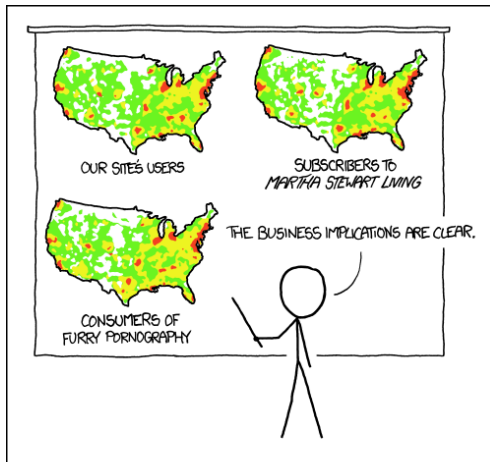 OUR SITE'S USERS
SUBSCRIBERS TO
MARTHA STEWART LIVING
THE BUSINESS IMPLICATIONS ARE CLEAR.
CONSUMERS OF
FURRY PORNOGRAPHY